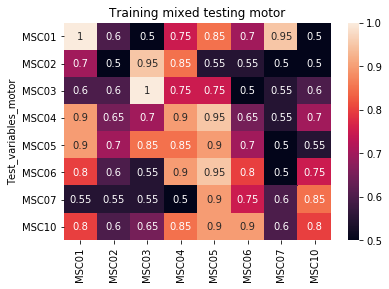 Training mixed testing motor
Test_variables_motor
MSC01 1 0.6 0.5 0.75 0.85 0.7 0.95 0.5
MSC02 0.7 0.5 0.95 0.85 0.55 0.55 0.5 0.5
MSC03 0.6 0.6 1 0.75 0.75 0.5 0.55 0.6
MSC04 0.9 0.65 0.7 0.9 0.95 0.65 0.55 0.7
MSC05 0.9 0.7 0.85 0.85 0.9 0.7 0.5 0.55
MSC06 0.8 0.6 0.55 0.9 0.95 0.8 0.5 0.75
MSC07 0.55 0.55 0.55 0.5 0.9 0.75 0.6 0.85
MSC10 0.8 0.6 0.65 0.85 0.9 0.9 0.6 0.8
MSC01 MSC02 MSC03 MSC04 MSC05 MSC06 MSC07 MSC10
1.0
0.9
0.8
0.7
0.6
0.5